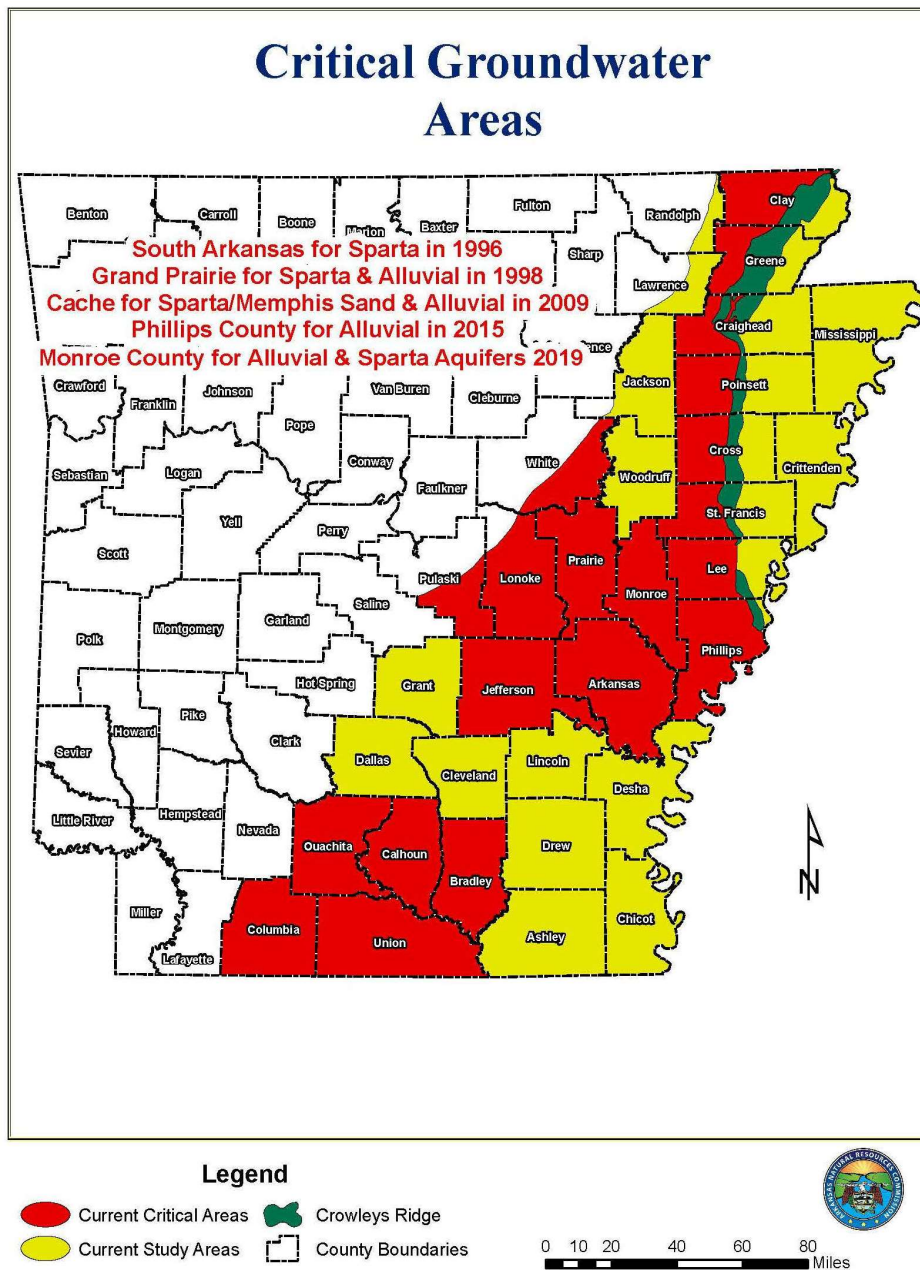 Critical Groundwater
Areas
Benton
Carroll
Boone
Marion
Baxter
Fulton
Randolph
Clay
South Arkansas for Sparta in 1996
Sharp
Greene
Grand Prairie for Sparta & Alluvial in 1998
Lawrence
Cache for Sparta/Memphis Sand & Alluvial in 2009
Craighead
Mississippi
Phillips County for Alluvial in 2015
Monroe County for Alluvial & Sparta Aquifers 2019
Crawford
Franklin
Johnson
Van Buren
Cleburne
Jackson
Poinsett
Pope
Sebastian
Logan
Conway
White
Cross
Faulkner
Woodruff
Crittenden
Yell
Perry
St. Francis
Scott
Pulaski
Lonoke
Prairie
Lee
Saline
Monroe
Polk
Montgomery
Garland
Phillips
Hot Spring
Grant
Jefferson
Arkansas
Pike
Howard
Clark
Sevier
Dallas
Cleveland
Lincoln
Desha
Little River
Hempstead
Nevada
Ouachita
Calhoun
Drew
Bradley
Miller
Columbia
Union
Ashley
Chicot
Lafayette
N
Legend
Current Critical Areas
Crowleys Ridge
Current Study Areas
County Boundaries
0 10 20 40 60 80
Miles
ARKANSAS NATURAL RESOURCES COMMISSION